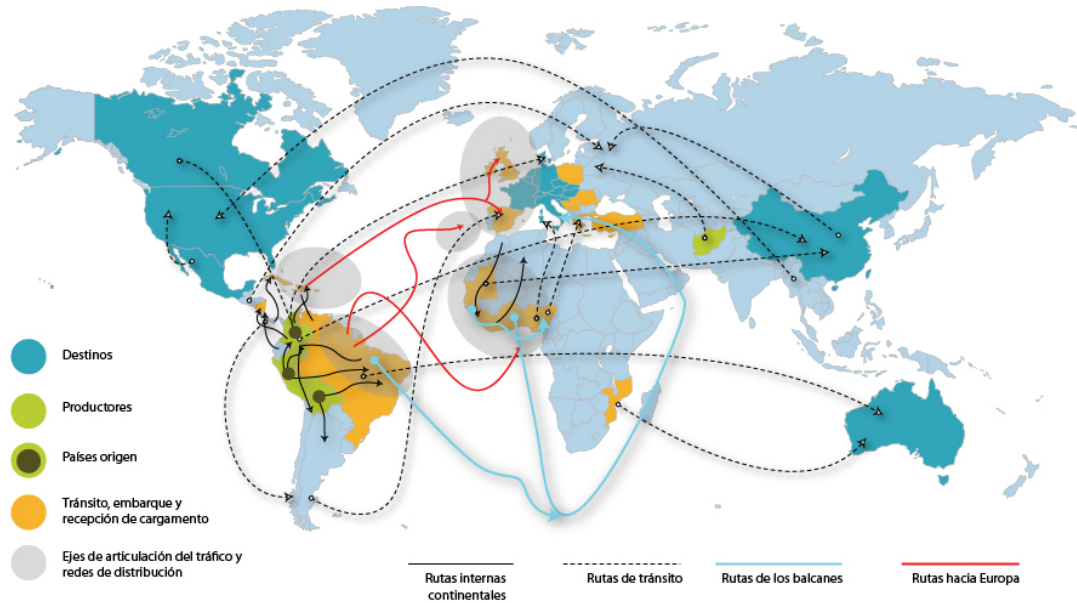 Destinos
Productores
Países origen
Tránsito, embarque y
recepción de cargamento
Ejes de articulación del tráfico y
redes de distribución
Rutas internas
continentales
Rutas de tránsito
Rutas de los balcanes
Rutas hacia Europa